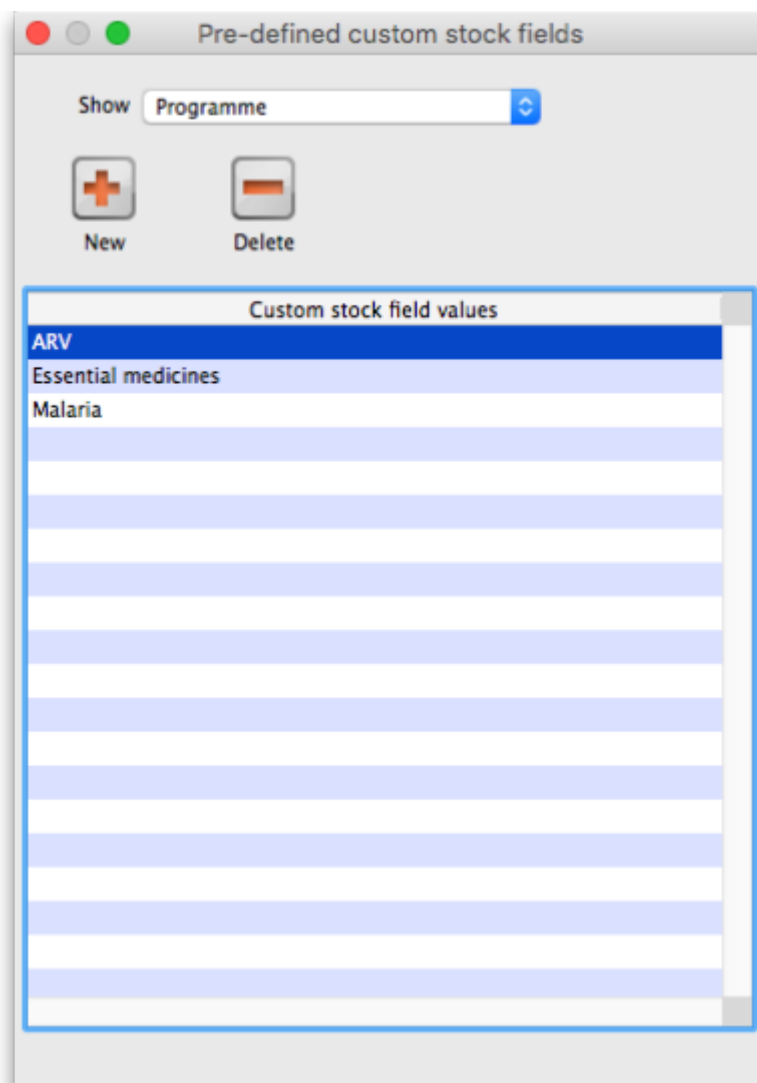 Pre-defined custom stock fields
Show Programme
New Delete
Custom stock field values
ARV
Essential medicines
Malaria